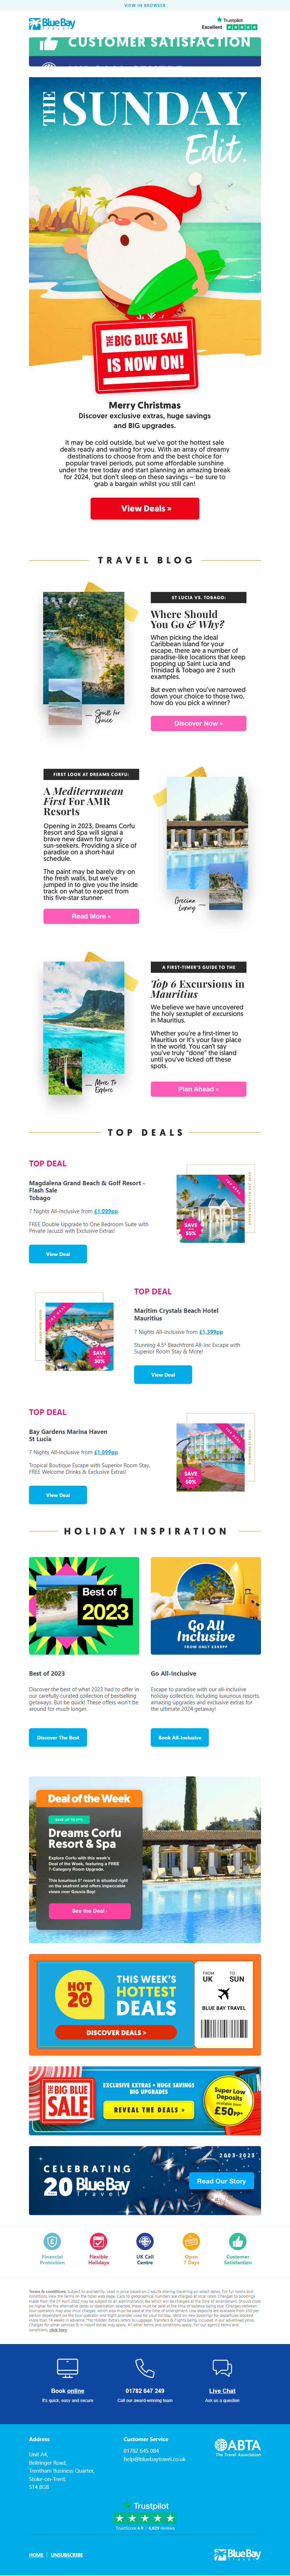 VIEW IN BROWSER
BlueBay
TRAVEL
Trustpilot
Excellent
CUSTOMER SATISFACTION
THE SUNDAY
Edit.
THE BIG BLUE SALE
IS NOW ON!
Merry Christmas
Discover exclusive extras, huge savings
and BIG upgrades.
It may be cold outside, but we've got the hottest sale
deals ready and waiting for you. With an array of dreamy
destinations to choose from and the best choice for
popular travel periods, put some affordable sunshine
under the tree today and start planning an amazing break
for 2024, but don't sleep on these savings – be sure to
grab a bargain whilst you still can!
View Deals »
TRAVEL BLOG
ST LUCIA VS. TOBAGO:
Where Should
You Go & Why?
When picking the ideal
Caribbean island for your
escape, there are a number of
paradise-like locations that keep
popping up Saint Lucia and
Trinidad & Tobago are 2 such
examples.
But even when you've narrowed
down your choice to those two,
how do you pick a winner?
Spoilt for
Choice
Discover Now »
FIRST LOOK AT DREAMS CORFU:
A Mediterranean
First For AMR
Resorts
Opening in 2023, Dreams Corfu
Resort and Spa will signal a
brave new dawn for luxury
sun-seekers. Providing a slice of
paradise on a short-haul
schedule.
The paint may be barely dry on
the fresh walls, but we've
jumped in to give you the inside
track on what to expect from
this five-star stunner.
Grecian
Luxury
Read More »
A FIRST-TIMER'S GUIDE TO THE
Top 6 Excursions in
Mauritius
We believe we have uncovered
the holy sextuplet of excursions
in Mauritius.
Whether you're a first-timer to
Mauritius or it's your fave place
in the world. You can't say
you've truly "done" the island
until you've ticked off these
spots.
More To
Explore
Plan Ahead »
TOP DEALS
TOP DEAL
Magdalena Grand Beach & Golf Resort -
Flash Sale
Tobago
7 Nights All-Inclusive from £1,099pp
FREE Double Upgrade to One Bedroom Suite with
Private Jacuzzi with Exclusive Extras!
View Deal
TOP DEAL
SAVE
50%
TOP DEAL
Maritim Crystals Beach Hotel
Mauritius
7 Nights All-Inclusive from £1,399pp
Stunning 4.5* Beachfront All-Inc Escape with
Superior Room Stay & More!
View Deal
TOP DEAL
SAVE
30%
TOP DEAL
Bay Gardens Marina Haven
St Lucia
7 Nights All-Inclusive from £1,099pp
Tropical Boutique Escape with Superior Room Stay,
FREE Welcome Drinks & Exclusive Extras!
View Deal
TOP DEAL
SAVE
50%
HOLIDAY INSPIRATION
Best of
2023
Go All
Inclusive
FROM ONLY £349PP
Best of 2023
Discover the best of what 2023 had to offer in
our carefully curated collection of bestselling
getaways. But be quick! These offers won't be
around for much longer.
Discover The Best
Go All-Inclusive
Escape to paradise with our all-inclusive
holiday collection. Including luxurious resorts,
amazing upgrades and exclusive extras for
the ultimate 2024 getaway!
Book All-Inclusive
Deal of the Week
Dreams Corfu
Resort & Spa
Explore Corfu with this week's
Deal of the Week, featuring a FREE
7-Category Room Upgrade.
This luxurious 5* resort is situated right
on the seafront and offers impeccable
views over Gouvia Bay!
See the Deal ›
HOT
20
THIS WEEK'S
HOTTEST
DEALS
DISCOVER DEALS >
FROM
UK
TO
SUN
BLUE BAY TRAVEL
THE BIG BLUE
SALE
EXCLUSIVE EXTRAS • HUGE SAVINGS
BIG UPGRADES
REVEAL THE DEALS »
Super Low
Deposits
available from
£50pp*
CELEBRATING
20 BlueBay
2003-2023
Read Our Story
Financial
Protection
Flexible
Holidays
UK Call
Centre
Open
7 Days
Customer
Satisfaction
Book online
It's quick, easy and secure
01782 647 249
Call our award-winning team
Live Chat
Ask us a question
Address
Unit A4,
Bellringer Road,
Trentham Business Quarter,
Stoke-on-Trent,
ST4 8GB
Customer Service
01782 645 084
help@bluebaytravel.co.uk
ABTA
The Travel Association
Trustpilot
TrustScore 4.9 | 6,829 reviews
HOME | UNSUBSCRIBE
BlueBay
TRAVEL